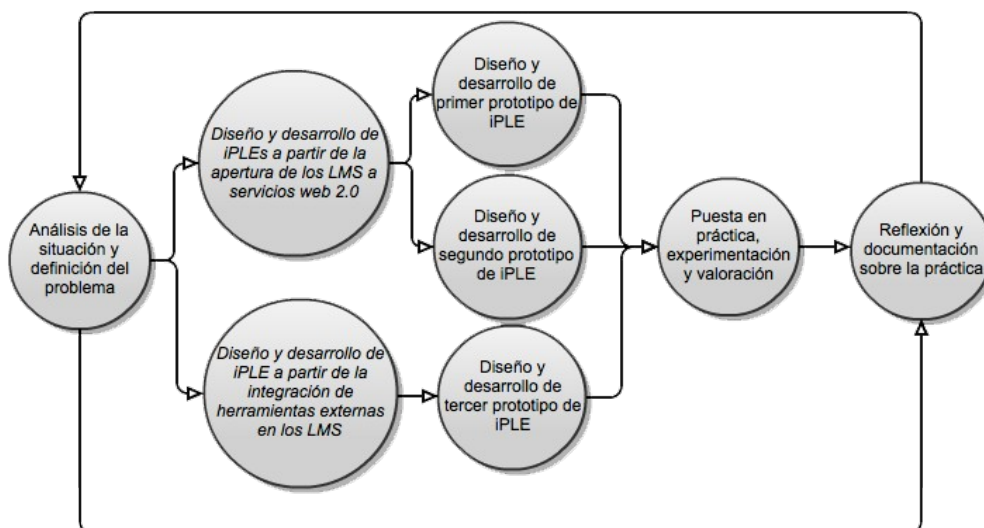 Análisis de la
situación y
definición del
problema
Diseño y desarrollo de
iPLEs a partir de la
apertura de los LMS a
servicios web 2.0
Diseño y desarrollo de
iPLE a partir de la
integración de
herramientas externas
en los LMS
Diseño y
desarrollo de
primer prototipo de
iPLE
Diseño y
desarrollo de
segundo prototipo
de iPLE
Diseño y
desarrollo de
tercer prototipo de
iPLE
Puesta en
práctica,
experimentación
y valoración
Reflexión y
documentación
sobre la práctica